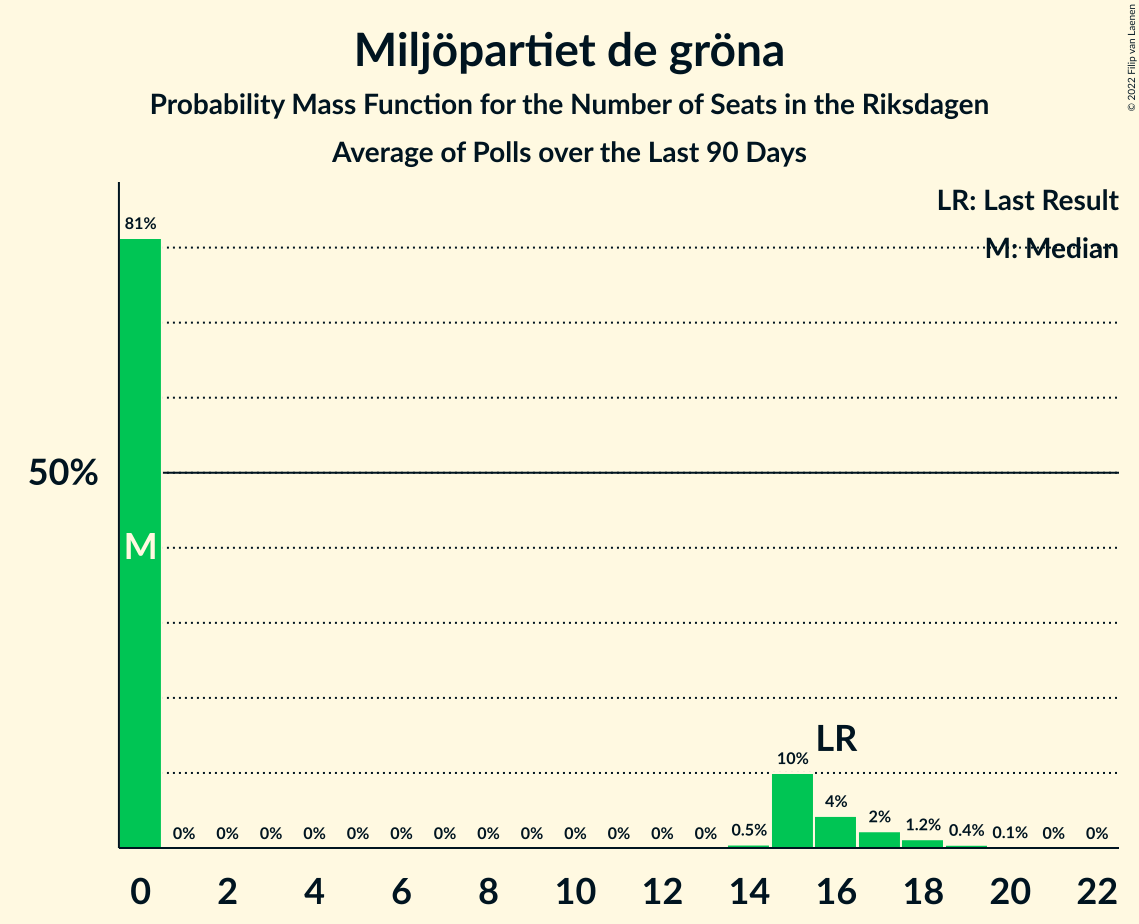 Miljöpartiet de gröna
Probability Mass Function for the Number of Seats in the Riksdagen
Average of Polls over the Last 90 Days
© 2022 Filip van Laenen
LR: Last Result
M: Median
81%
50%
M
LR
0% 0% 0% 0% 0% 0% 0% 0% 0% 0% 0% 0% 0% 0.5% 10% 4% 2% 1.2% 0.4% 0.1% 0% 0%
0 2 4 6 8 10 12 14 16 18 20 22